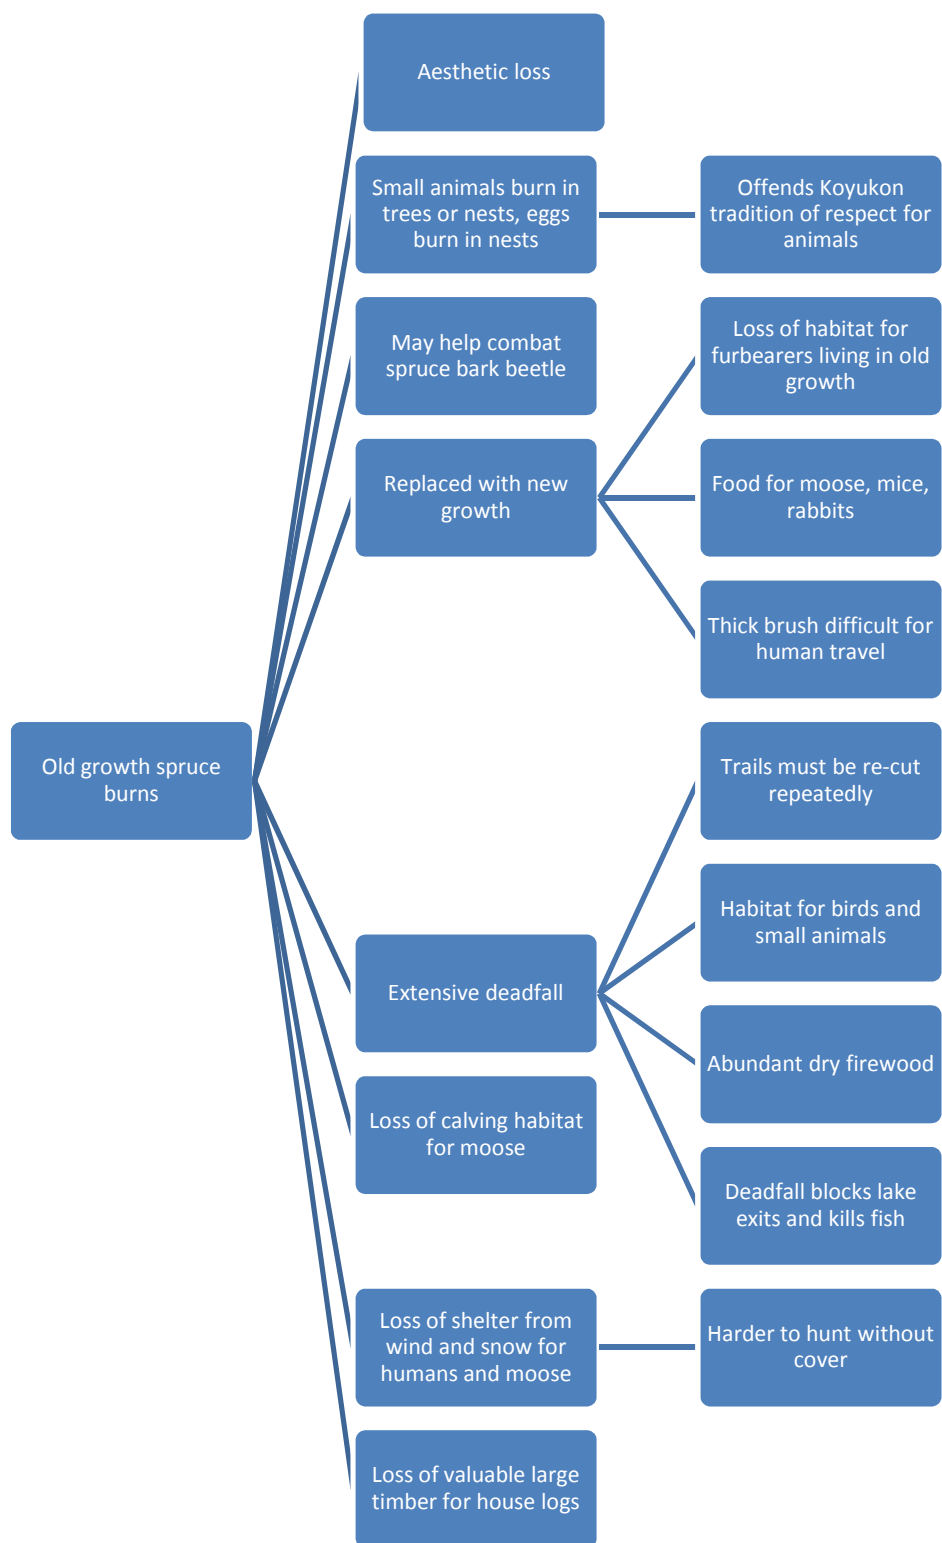 Aesthetic loss
Small animals burn in
trees or nests, eggs
burn in nests
Offends Koyukon
tradition of respect for
animals
May help combat
spruce bark beetle
Loss of habitat for
furbearers living in old
growth
Replaced with new
growth
Food for moose, mice,
rabbits
Thick brush difficult for
human travel
Old growth spruce
burns
Trails must be re-cut
repeatedly
Habitat for birds and
small animals
Extensive deadfall
Abundant dry firewood
Loss of calving habitat
for moose
Deadfall blocks lake
exits and kills fish
Loss of shelter from
wind and snow for
humans and moose
Harder to hunt without
cover
Loss of valuable large
timber for house logs